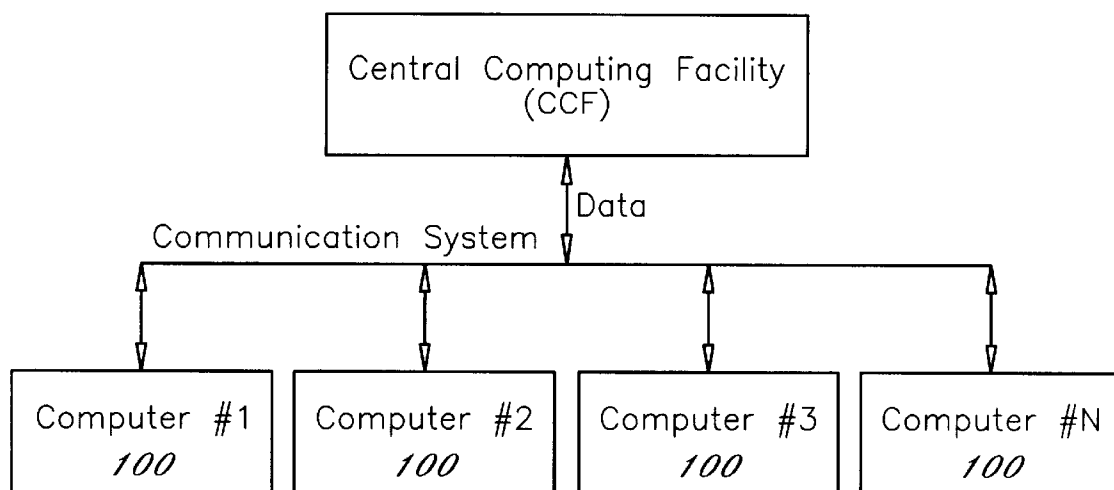 Central Computing Facility
(CCF)
Data
Communication System
Computer #1
100
Computer #2
100
Computer #3
100
Computer #N
100